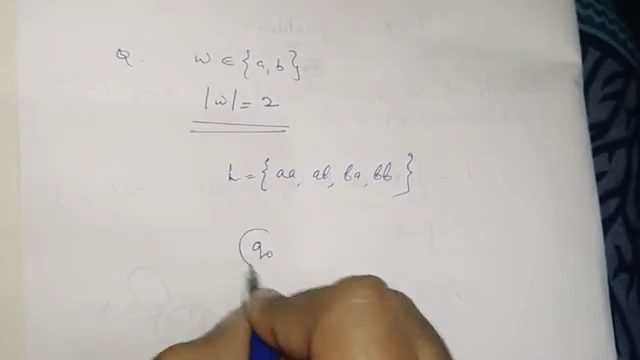 Q. w ∈ {a, b}
|w| = 2
L = {aa, ab, ba, bb}
q₀